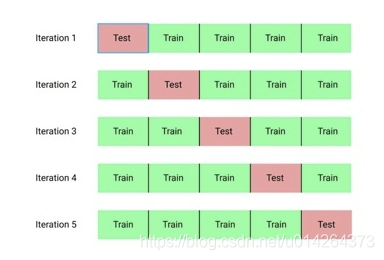 Iteration 1 Test Train Train Train Train
Iteration 2 Train Test Train Train Train
Iteration 3 Train Train Test Train Train
Iteration 4 Train Train Train Test Train
Iteration 5 Train Train Train Train Test
https://blog.csdn.net/u014264373